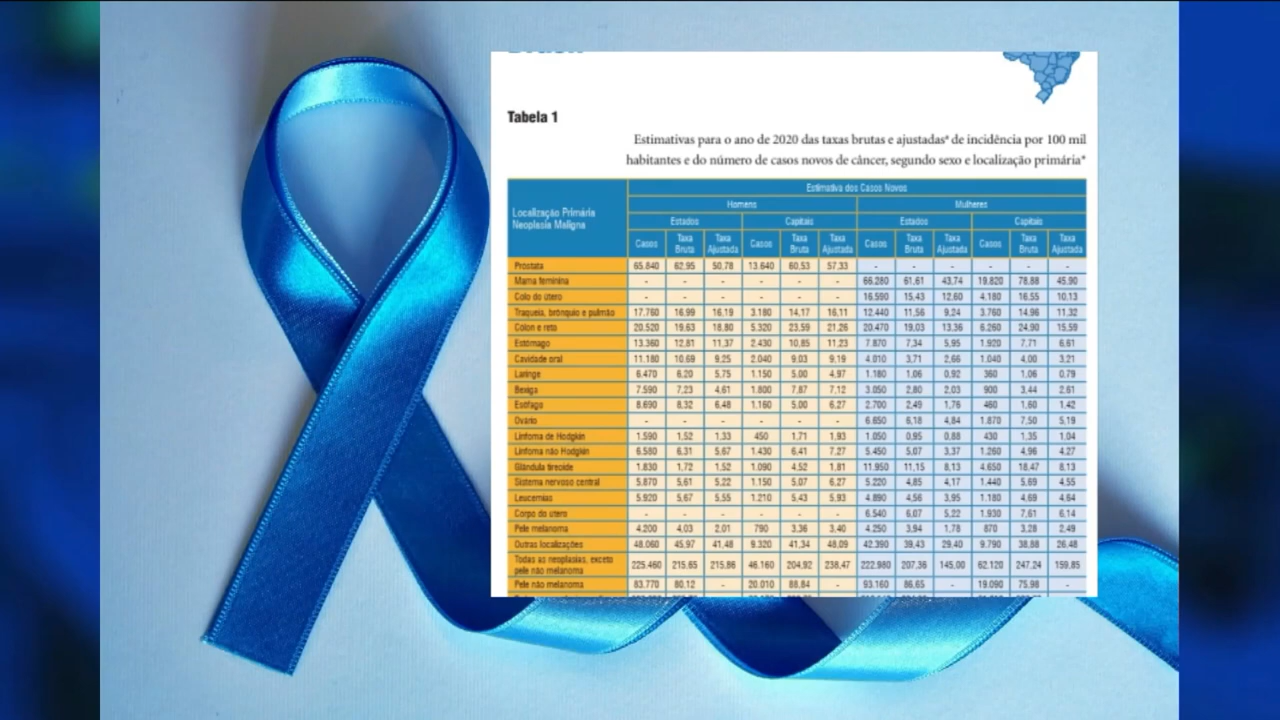 Tabela 1
Estimativas para o ano de 2020 das taxas brutas e ajustadas* de incidência por 100 mil
habitantes e do número de casos novos de câncer, segundo sexo e localização primária*
Estimativa dos Casos Novos
Localização Primária
Neoplasia Maligna
Homens Mulheres
Estados Capitais Estados Capitais
Casos Taxa Bruta Taxa Ajustada Casos Taxa Bruta Taxa Ajustada Casos Taxa Bruta Taxa Ajustada Casos Taxa Bruta Taxa Ajustada
Próstata 65.840 62,95 50,78 13.640 60,53 57,33 - - - - - -
Mama feminina - - - - - - 66.280 61,61 43,74 19.820 78,88 45,90
Colo do útero - - - - - - 16.590 15,43 12,60 4.180 16,55 10,13
Traqueia, brônquio e pulmão 17.760 16,99 16,19 3.180 14,17 16,11 12.440 11,56 9,24 3.760 14,96 11,32
Cólon e reto 20.520 19,63 18,80 5.320 23,59 21,26 20.470 19,03 13,36 6.260 24,90 15,59
Estômago 13.360 12,81 11,37 2.430 10,85 11,23 7.870 7,34 5,95 1.920 7,71 6,61
Cavidade oral 11.180 10,69 9,25 2.040 9,03 9,19 4.010 3,71 2,66 1.040 4,00 3,21
Laringe 6.470 6,20 5,75 1.150 5,00 4,97 1.180 1,06 0,92 360 1,06 0,79
Bexiga 7.590 7,23 4,61 1.800 7,87 7,12 3.050 2,80 2,03 900 3,44 2,61
Esôfago 8.690 8,32 6,48 1.160 5,00 6,27 2.700 2,49 1,76 460 1,60 1,42
Ovário - - - - - - 6.650 6,18 4,84 1.870 7,50 5,19
Linfoma de Hodgkin 1.590 1,52 1,33 450 1,71 1,93 1.050 0,95 0,88 430 1,35 1,04
Linfoma não Hodgkin 6.580 6,31 5,67 1.430 6,41 7,27 5.450 5,07 3,37 1.260 4,96 4,27
Glândula tireoide 1.830 1,72 1,52 1.090 4,52 1,81 11.950 11,15 8,13 4.650 18,47 8,13
Sistema nervoso central 5.870 5,61 5,22 1.150 5,07 6,27 5.220 4,85 4,17 1.440 5,69 4,55
Leucemias 5.920 5,67 5,55 1.210 5,43 5,93 4.890 4,56 3,95 1.180 4,69 4,64
Corpo do útero - - - - - - 6.540 6,07 5,22 1.930 7,61 6,14
Pele melanoma 4.200 4,03 2,01 790 3,36 3,40 4.250 3,94 1,78 870 3,28 2,49
Outras localizações 48.060 45,97 41,48 9.320 41,34 48,09 42.390 39,43 29,40 9.790 38,88 26,48
Todas as neoplasias, exceto
pele não melanoma 225.460 215,65 215,86 46.160 204,92 238,47 222.980 207,36 145,00 62.120 247,24 159,85
Pele não melanoma 83.770 80,12 - 20.010 88,84 - 93.160 86,65 - 19.090 75,98 -